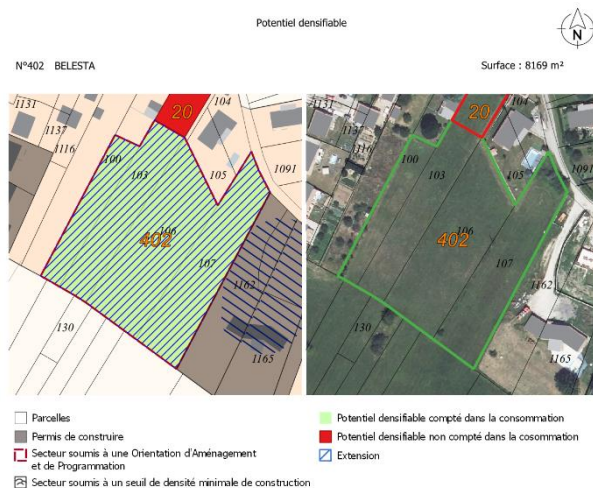 Potentiel densifiable
N
N°402 BELESTA
Surface : 8169 m²
1131
1137
1116
20
104
100
103
105
1091
106
402
107
1162
130
1165
1131
1137
1116
20
104
100
103
105
1091
106
402
107
1162
130
1165
Parcelles
Permis de construire
Secteur soumis à une Orientation d'Aménagement
et de Programmation
Secteur soumis à un seuil de densité minimale de construction
Potentiel densifiable compté dans la consommation
Potentiel densifiable non compté dans la cosommation
Extension